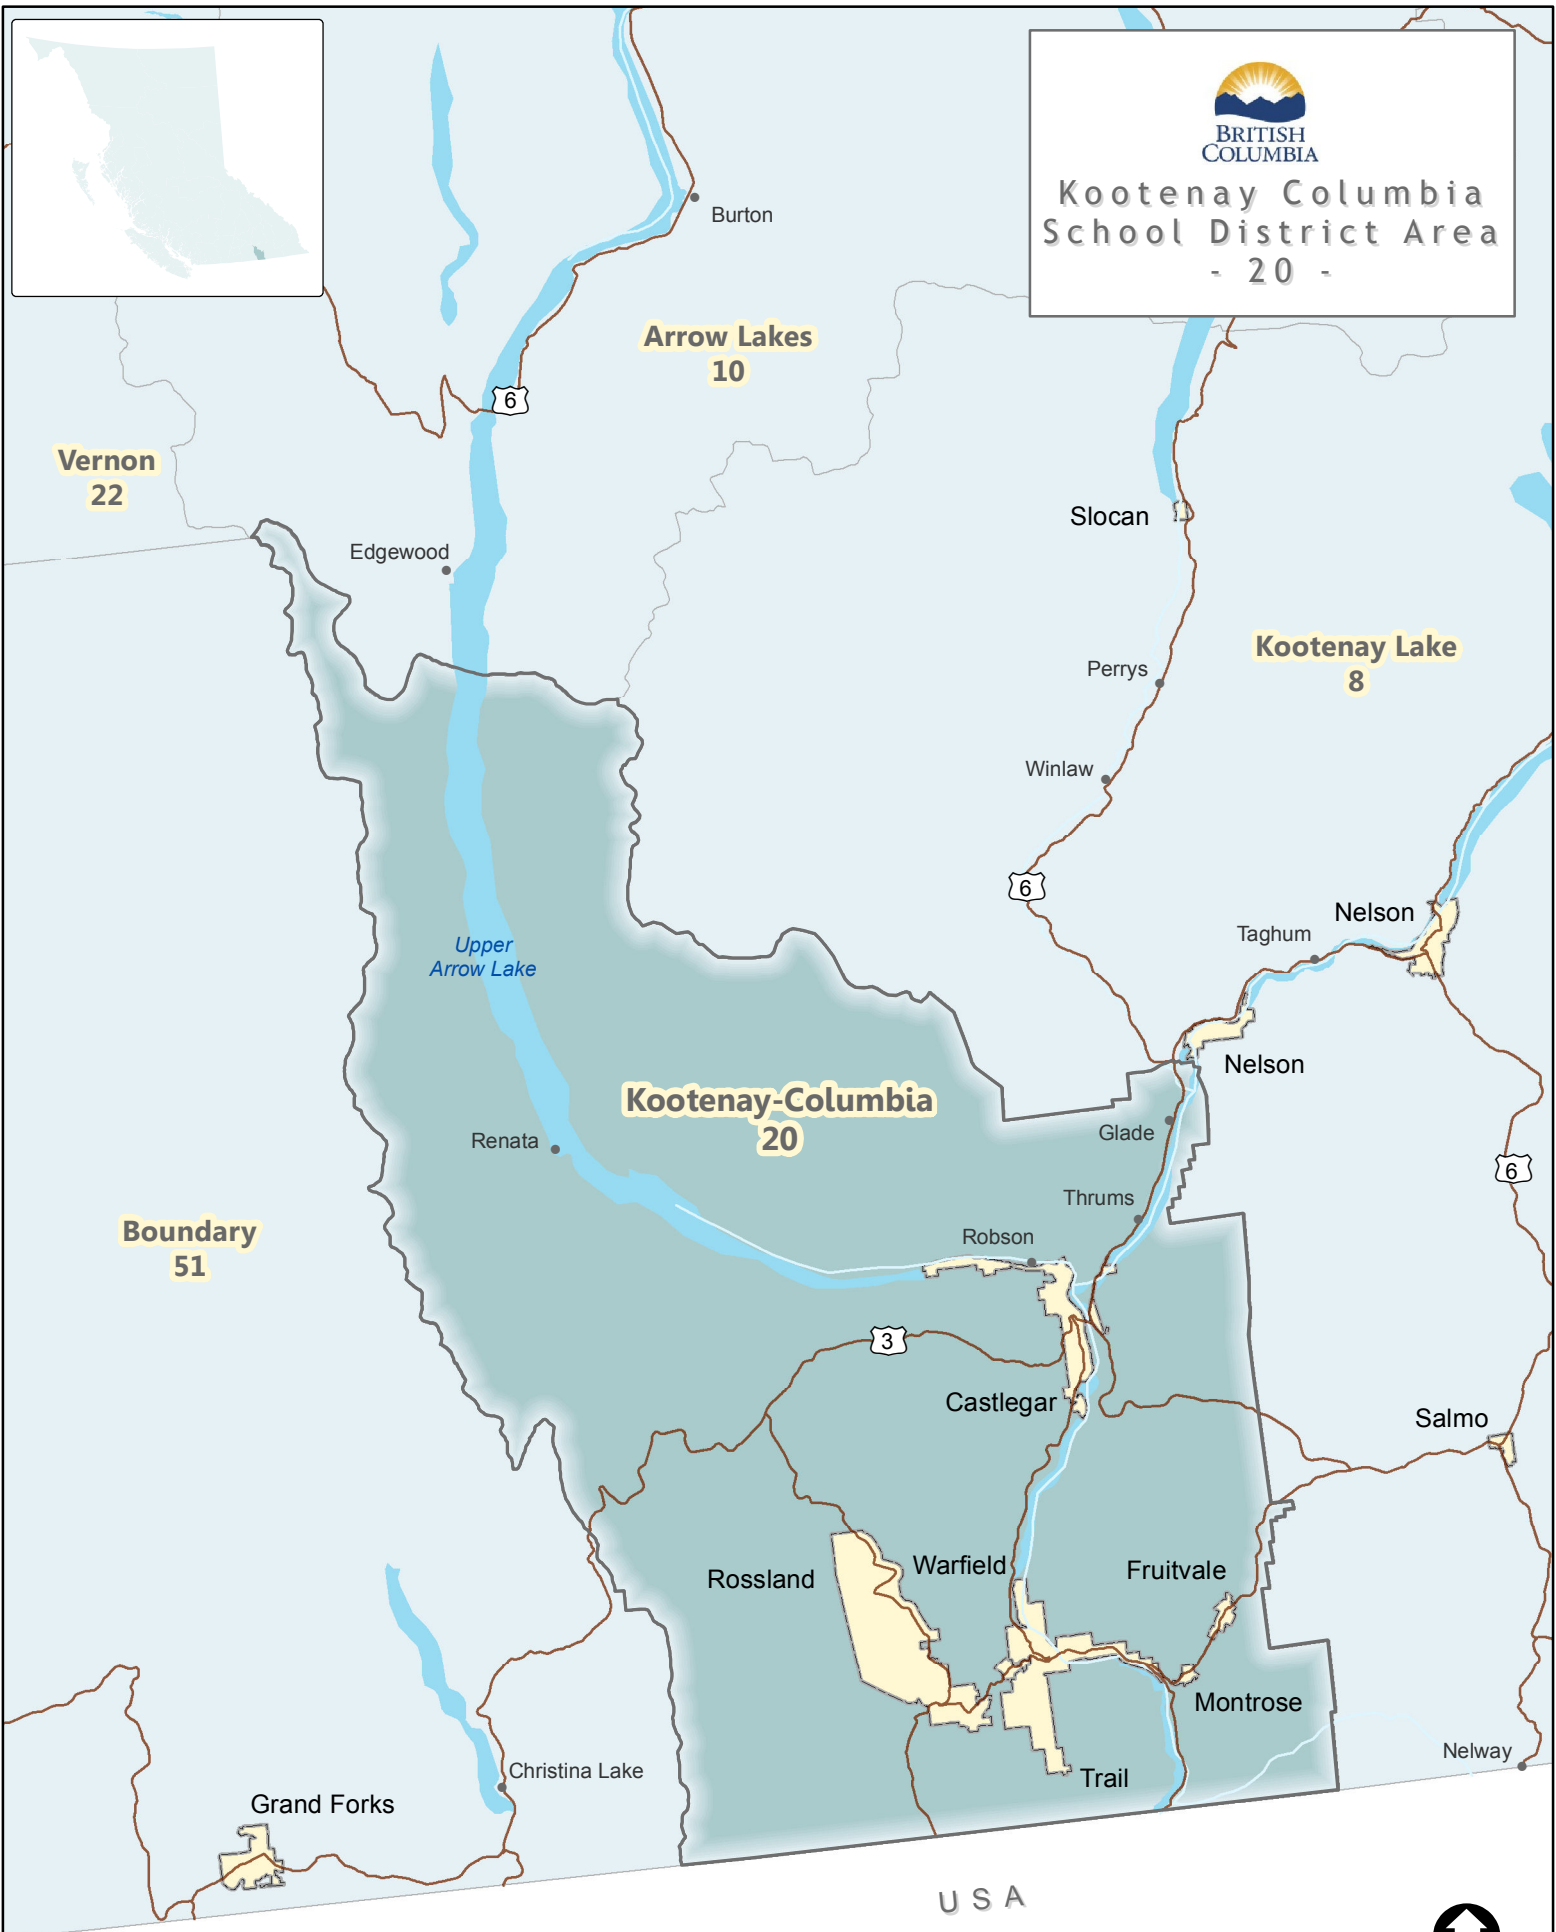 BRITISH
COLUMBIA
Kootenay Columbia
School District Area
- 20 -
Burton
Arrow Lakes
10
6
Vernon
22
Slocan
Edgewood
Kootenay Lake
8
Perrys
Winlaw
6
Nelson
Taghum
Upper
Arrow Lake
Nelson
Kootenay-Columbia
20
Glade
Renata
6
Thrums
Boundary
51
Robson
3
Castlegar
Salmo
Rossland
Warfield
Fruitvale
Montrose
Nelway
Christina Lake
Trail
Grand Forks
USA